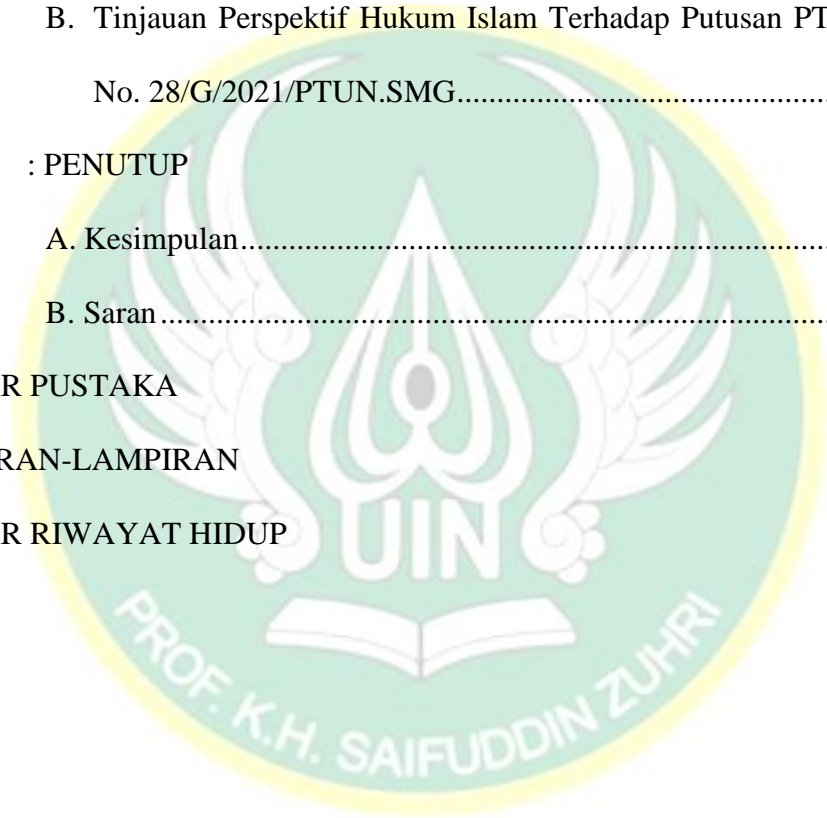 B. Tinjauan Perspektif Hukum Islam Terhadap Putusan PT
No. 28/G/2021/PTUN.SMG..........................................................
: PENUTUP
A. Kesimpulan.....................................................................................
B. Saran...............................................................................................
R PUSTAKA
RAN-LAMPIRAN
R RIWAYAT HIDUP
UIN
PROF. K.H. SAIFUDDIN ZUHRI